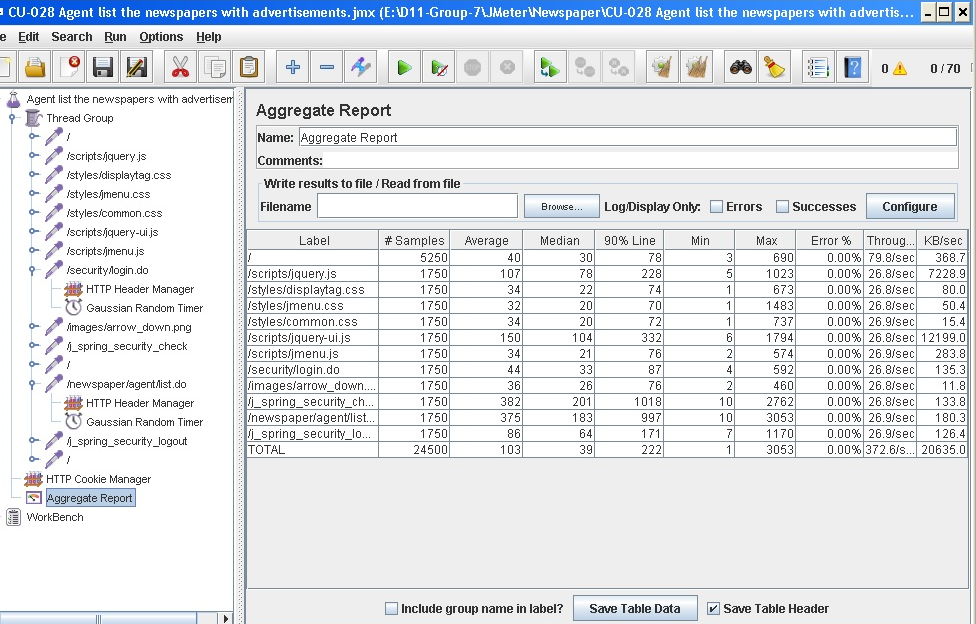 CU-028 Agent list the newspapers with advertisements.jmx (E:\D11-Group-7\JMeter\Newspaper\CU-028 Agent list the newspapers with advertis...
e Edit Search Run Options Help
0 0 / 70
Agent list the newspapers with advertisem
Thread Group
/
/scripts/jquery.js
/styles/displaytag.css
/styles/jmenu.css
/styles/common.css
/scripts/jquery-ui.js
/scripts/jmenu.js
/security/login.do
HTTP Header Manager
Gaussian Random Timer
/images/arrow_down.png
/j_spring_security_check
/
/newspaper/agent/list.do
HTTP Header Manager
Gaussian Random Timer
/j_spring_security_logout
/
HTTP Cookie Manager
Aggregate Report
WorkBench
Aggregate Report
Name: Aggregate Report
Comments:
Write results to file / Read from file
Filename Browse... Log/Display Only: Errors Successes Configure
Label # Samples Average Median 90% Line Min Max Error % Throug... KB/sec
/ 5250 40 30 78 3 690 0.00% 79.8/sec 368.7
/scripts/jquery.js 1750 107 78 228 5 1023 0.00% 26.8/sec 7228.9
/styles/displaytag.css 1750 34 22 74 1 673 0.00% 26.8/sec 80.0
/styles/jmenu.css 1750 32 20 70 1 1483 0.00% 26.8/sec 50.4
/styles/common.css 1750 34 20 72 1 737 0.00% 26.9/sec 15.4
/scripts/jquery-ui.js 1750 150 104 332 6 1794 0.00% 26.8/sec 12199.0
/scripts/jmenu.js 1750 34 21 76 2 574 0.00% 26.9/sec 283.8
/security/login.do 1750 44 33 87 4 592 0.00% 26.9/sec 135.3
/images/arrow_down.... 1750 36 26 76 2 460 0.00% 26.8/sec 11.8
/j_spring_security_ch... 1750 382 201 1018 10 2762 0.00% 26.8/sec 133.8
/newspaper/agent/list... 1750 375 183 997 10 3053 0.00% 26.9/sec 180.3
/j_spring_security_lo... 1750 86 64 171 7 1170 0.00% 26.9/sec 126.4
TOTAL 24500 103 39 222 1 3053 0.00% 372.6/s... 20635.0
Include group name in label? Save Table Data Save Table Header